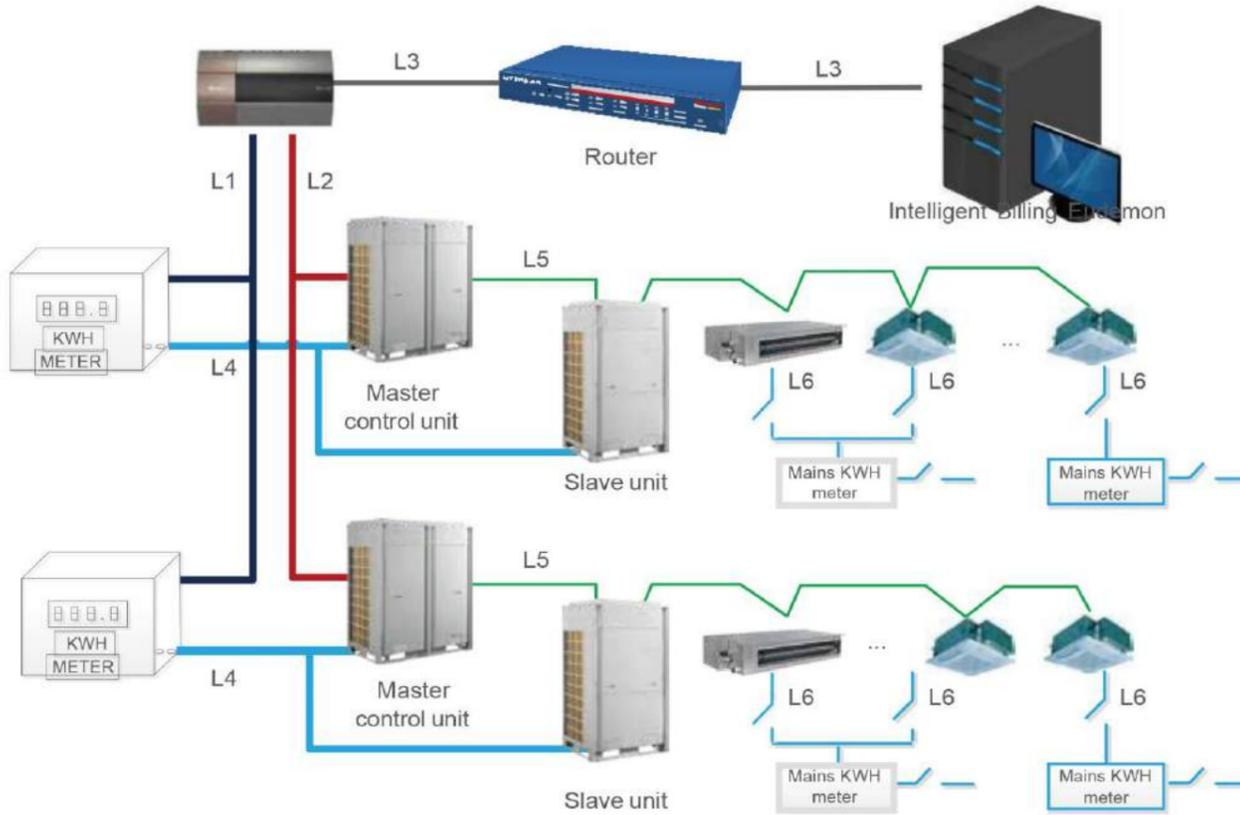 L3
L3
Router
L1
L2
Intelligent Billing Eudemon
L5
888.8
KWH
METER
L4
Master
control unit
Slave unit
...
L6
L6
L6
Mains KWH
meter
Mains KWH
meter
L5
888.8
KWH
METER
L4
Master
control unit
Slave unit
...
L6
L6
L6
Mains KWH
meter
Mains KWH
meter